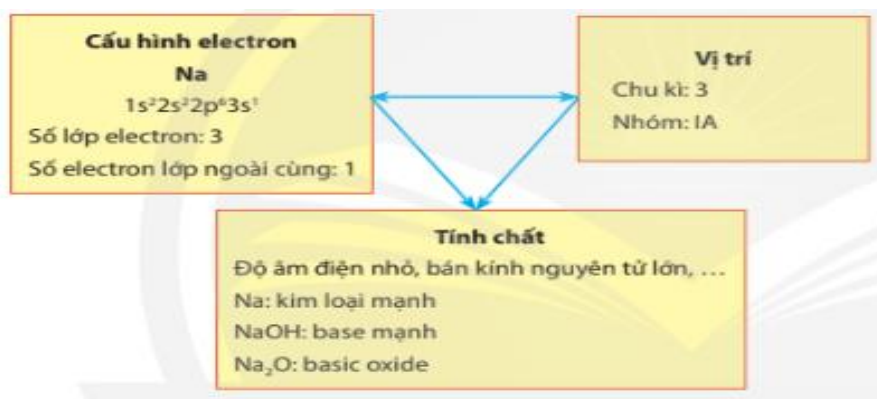 Cấu hình electron
Na
1s²2s²2p⁶3s¹
Số lớp electron: 3
Số electron lớp ngoài cùng: 1
Vị trí
Chu kì: 3
Nhóm: IA
Tính chất
Độ âm điện nhỏ, bán kính nguyên tử lớn, ...
Na: kim loại mạnh
NaOH: base mạnh
Na₂O: basic oxide